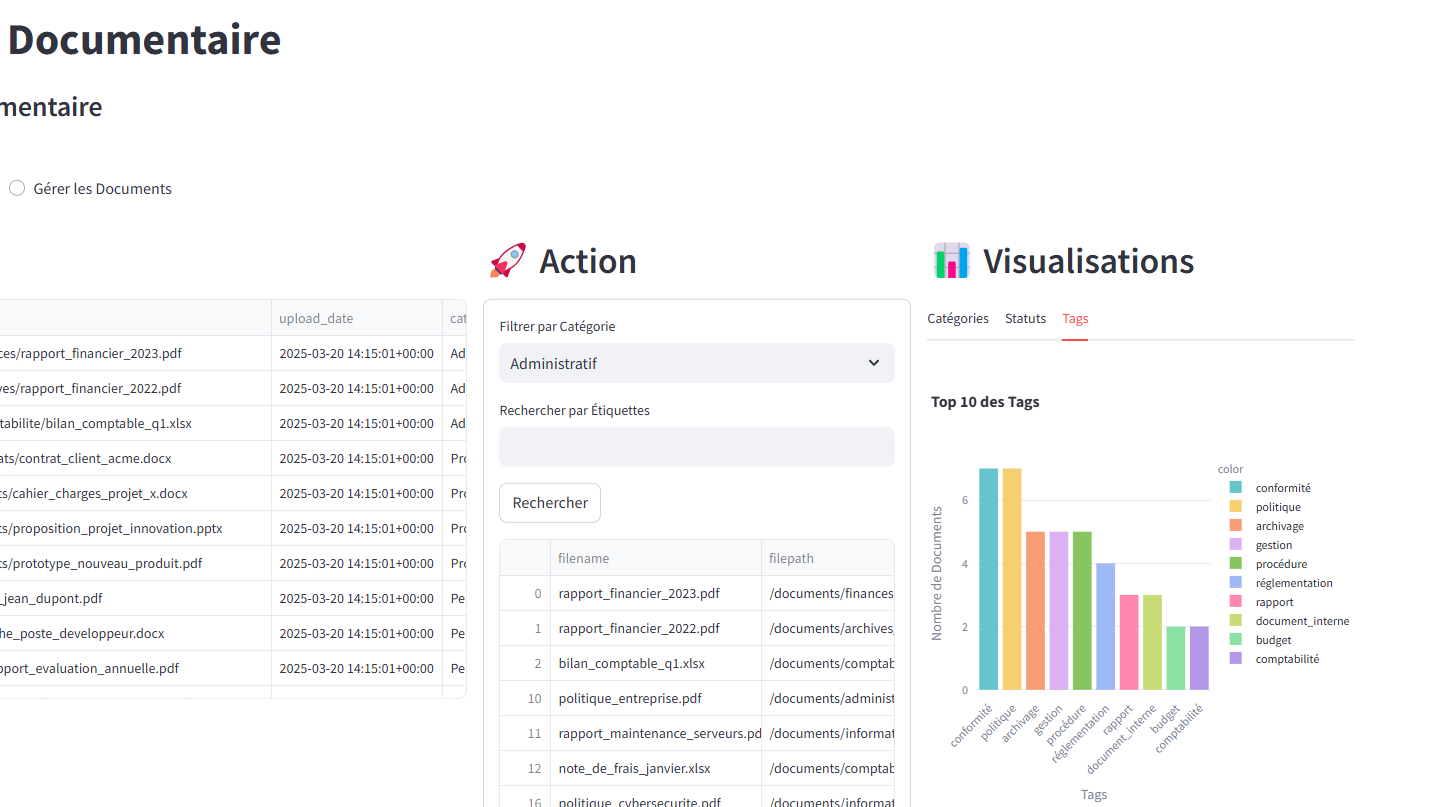 Documentaire
mentaire
Gérer les Documents
upload_date cat
ces/rapport_financier_2023.pdf 2025-03-20 14:15:01+00:00 Ad
ves/rapport_financier_2022.pdf 2025-03-20 14:15:01+00:00 Ad
tabilite/bilan_comptable_q1.xlsx 2025-03-20 14:15:01+00:00 Ad
ats/contrat_client_acme.docx 2025-03-20 14:15:01+00:00 Pro
ts/cahier_charges_projet_x.docx 2025-03-20 14:15:01+00:00 Pro
ts/proposition_projet_innovation.pptx 2025-03-20 14:15:01+00:00 Pro
ts/prototype_nouveau_produit.pdf 2025-03-20 14:15:01+00:00 Pro
_jean_dupont.pdf 2025-03-20 14:15:01+00:00 Pe
he_poste_developpeur.docx 2025-03-20 14:15:01+00:00 Pe
pport_evaluation_annuelle.pdf 2025-03-20 14:15:01+00:00 Pe
Action
Filtrer par Catégorie
Administratif
Rechercher par Étiquettes
Rechercher
filename filepath
0 rapport_financier_2023.pdf /documents/finances
1 rapport_financier_2022.pdf /documents/archives
2 bilan_comptable_q1.xlsx /documents/comptab
10 politique_entreprise.pdf /documents/administ
11 rapport_maintenance_serveurs.pd /documents/informat
12 note_de_frais_janvier.xlsx /documents/comptab
16 politique_cybersecurite.pdf /documents/informat
Visualisations
Catégories Statuts Tags
Top 10 des Tags
Nombre de Documents
6
4
2
0
conformité
politique
archivage
gestion
procédure
réglementation
rapport
document_interne
budget
comptabilité
Tags
color
conformité
politique
archivage
gestion
procédure
réglementation
rapport
document_interne
budget
comptabilité